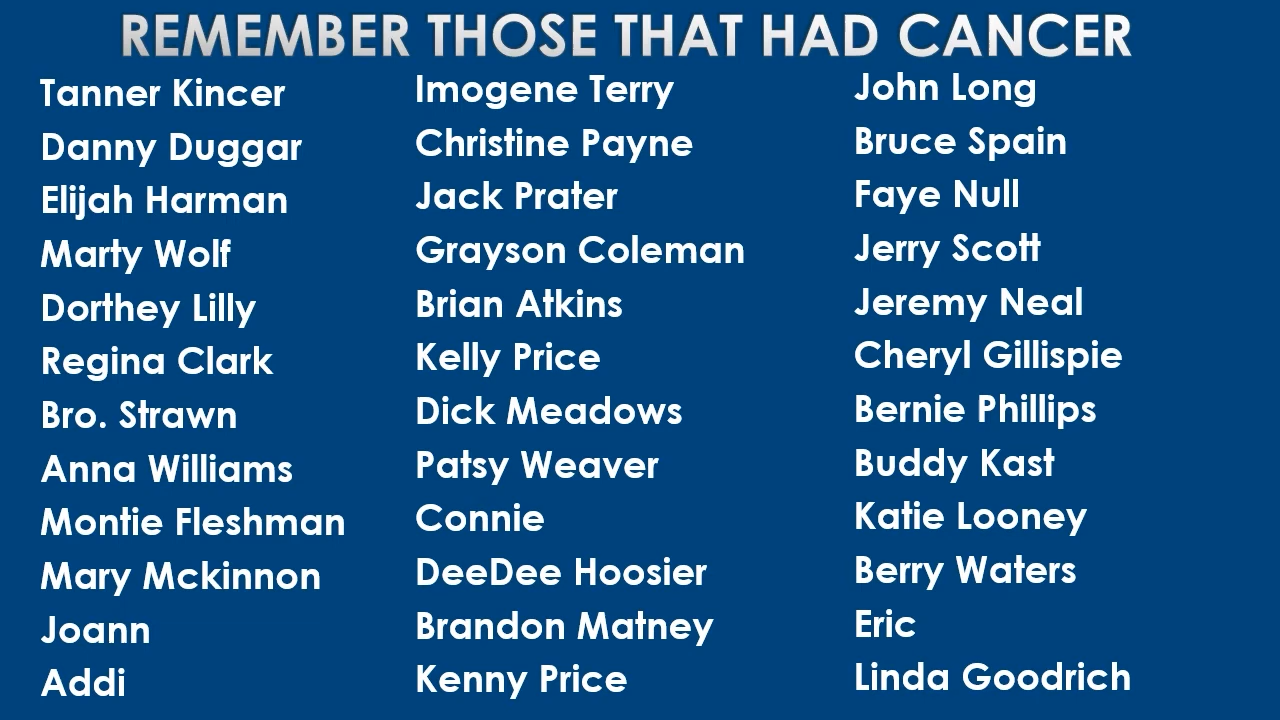 REMEMBER THOSE THAT HAD CANCER
Tanner Kincer
Danny Duggar
Elijah Harman
Marty Wolf
Dorthey Lilly
Regina Clark
Bro. Strawn
Anna Williams
Montie Fleshman
Mary Mckinnon
Joann
Addi
Imogene Terry
Christine Payne
Jack Prater
Grayson Coleman
Brian Atkins
Kelly Price
Dick Meadows
Patsy Weaver
Connie
DeeDee Hoosier
Brandon Matney
Kenny Price
John Long
Bruce Spain
Faye Null
Jerry Scott
Jeremy Neal
Cheryl Gillispie
Bernie Phillips
Buddy Kast
Katie Looney
Berry Waters
Eric
Linda Goodrich